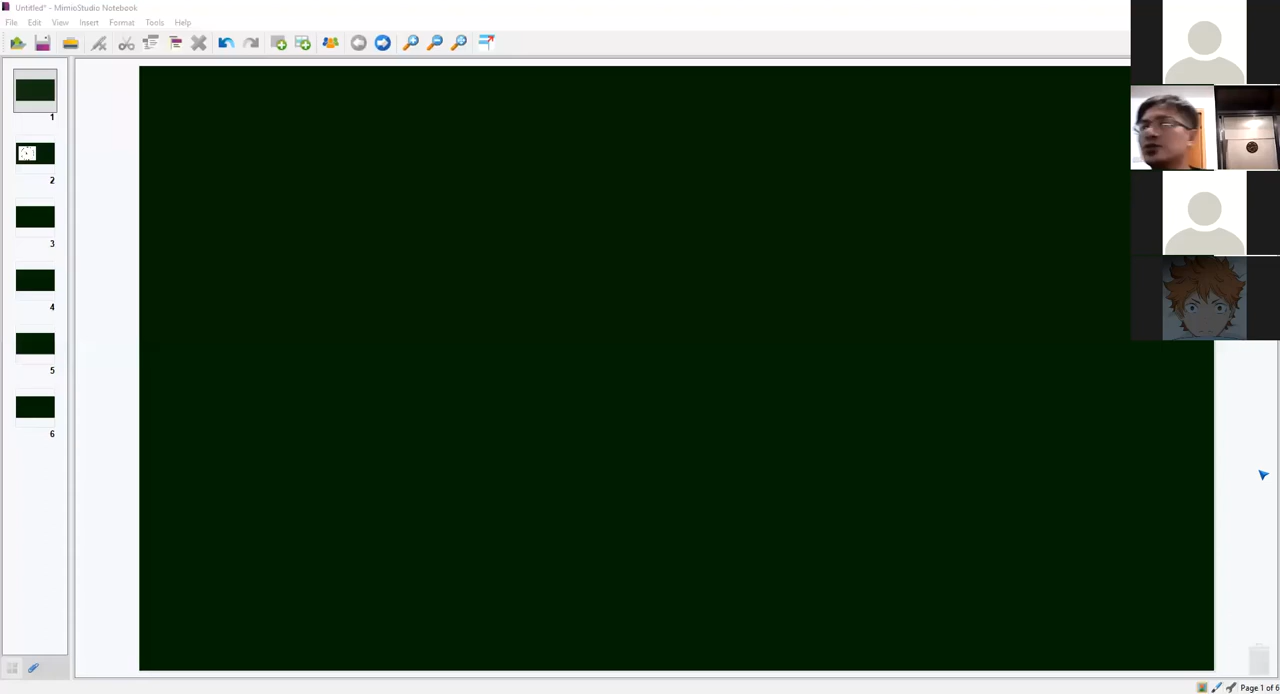 Untitled* - MimioStudio Notebook
File Edit View Insert Format Tools Help
1
2
3
4
5
6
Page 1 of 6